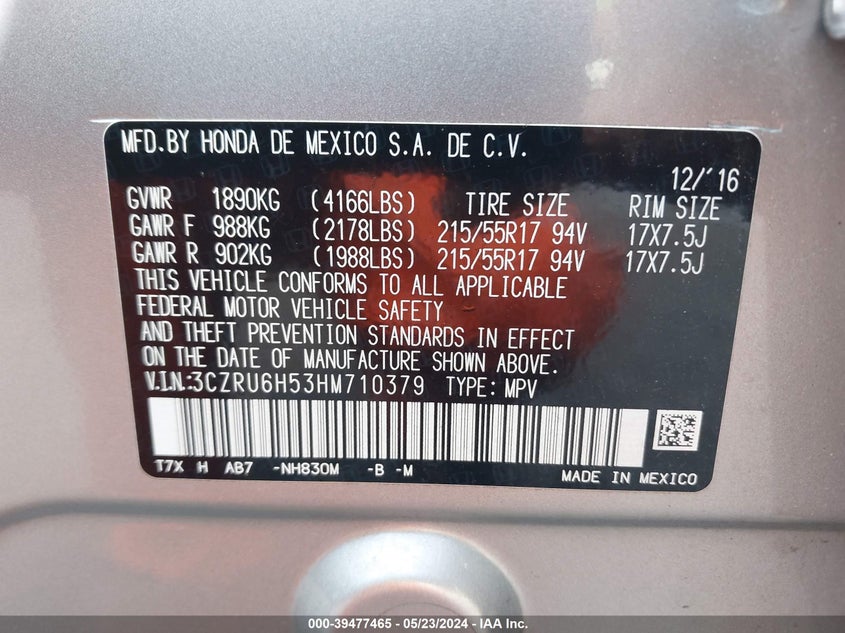 MFD.BY HONDA DE MEXICO S.A. DE C.V.
12/'16
GVWR 1890KG (4166LBS) TIRE SIZE RIM SIZE
GAWR F 988KG (2178LBS) 215/55R17 94V 17X7.5J
GAWR R 902KG (1988LBS) 215/55R17 94V 17X7.5J
THIS VEHICLE CONFORMS TO ALL APPLICABLE
FEDERAL MOTOR VEHICLE SAFETY
AND THEFT PREVENTION STANDARDS IN EFFECT
ON THE DATE OF MANUFACTURE SHOWN ABOVE.
V.I.N.:3CZRU6H53HM710379 TYPE: MPV
T7X H AB7 -NH830M -B -M
MADE IN MEXICO
000-39477465 - 05/23/2024 - IAA Inc.